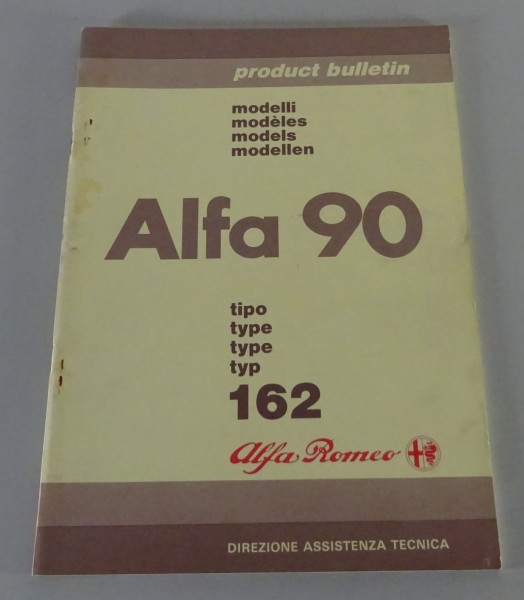 product bulletin
modelli
modèles
models
modellen
Alfa 90
tipo
type
type
typ
162
Alfa Romeo
DIREZIONE ASSISTENZA TECNICA